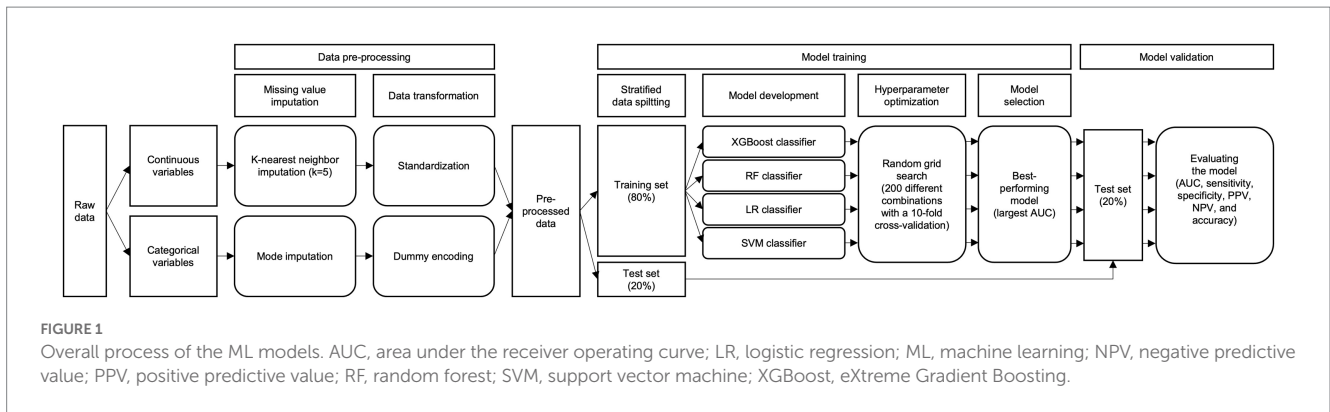 Data pre-processing
Model training
Model validation
Missing value
imputation
Data transformation
Stratified
data spiltting
Model development
Hyperparameter
optimization
Model
selection
Raw
data
Continuous
variables
K-nearest neighbor
imputation (k=5)
Standardization
Categorical
variables
Mode imputation
Dummy encoding
Pre-
processed
data
Training set
(80%)
Test set
(20%)
XGBoost classifier
RF classifier
LR classifier
SVM classifier
Random grid
search
(200 different
combinations
with a 10-fold
cross-validation)
Best-
performing
model
(largest AUC)
Test set
(20%)
Evaluating
the model
(AUC, sensitivity,
specificity, PPV,
NPV, and
accuracy)
FIGURE 1
Overall process of the ML models. AUC, area under the receiver operating curve; LR, logistic regression; ML, machine learning; NPV, negative predictive
value; PPV, positive predictive value; RF, random forest; SVM, support vector machine; XGBoost, eXtreme Gradient Boosting.